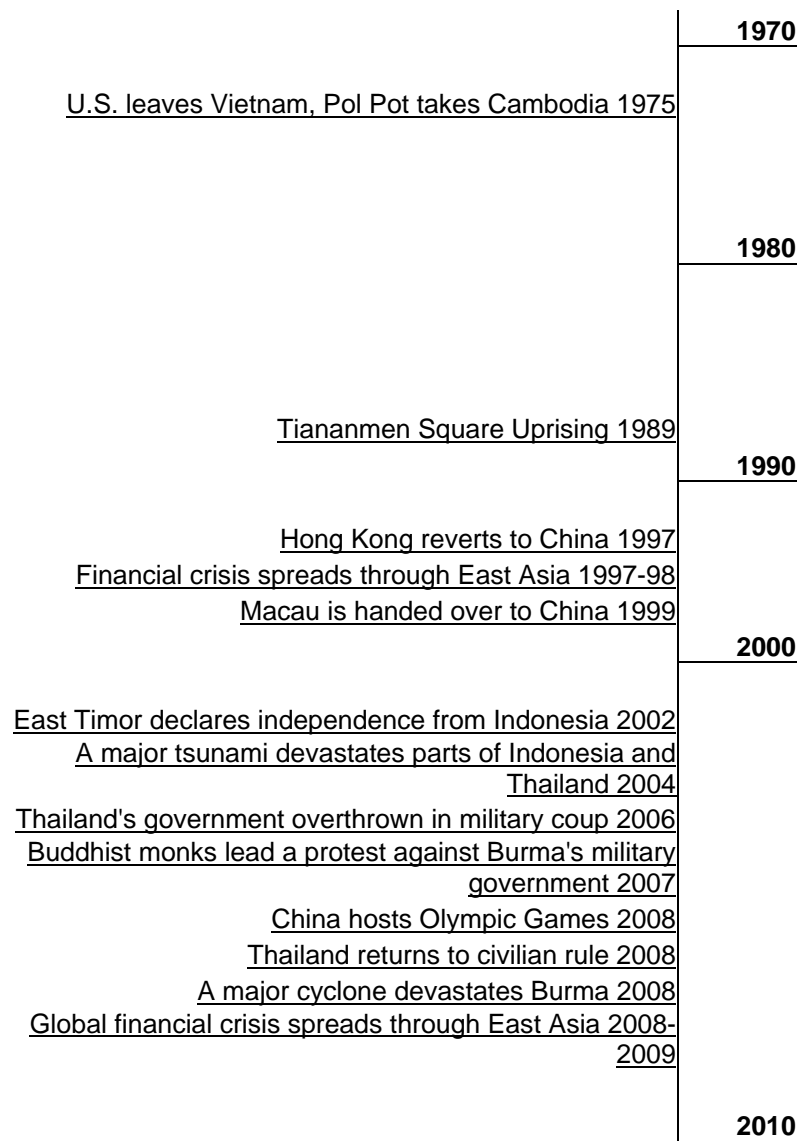 1970
U.S. leaves Vietnam, Pol Pot takes Cambodia 1975
1980
Tiananmen Square Uprising 1989
1990
Hong Kong reverts to China 1997
Financial crisis spreads through East Asia 1997-98
Macau is handed over to China 1999
2000
East Timor declares independence from Indonesia 2002
A major tsunami devastates parts of Indonesia and
Thailand 2004
Thailand's government overthrown in military coup 2006
Buddhist monks lead a protest against Burma's military
government 2007
China hosts Olympic Games 2008
Thailand returns to civilian rule 2008
A major cyclone devastates Burma 2008
Global financial crisis spreads through East Asia 2008-
2009
2010